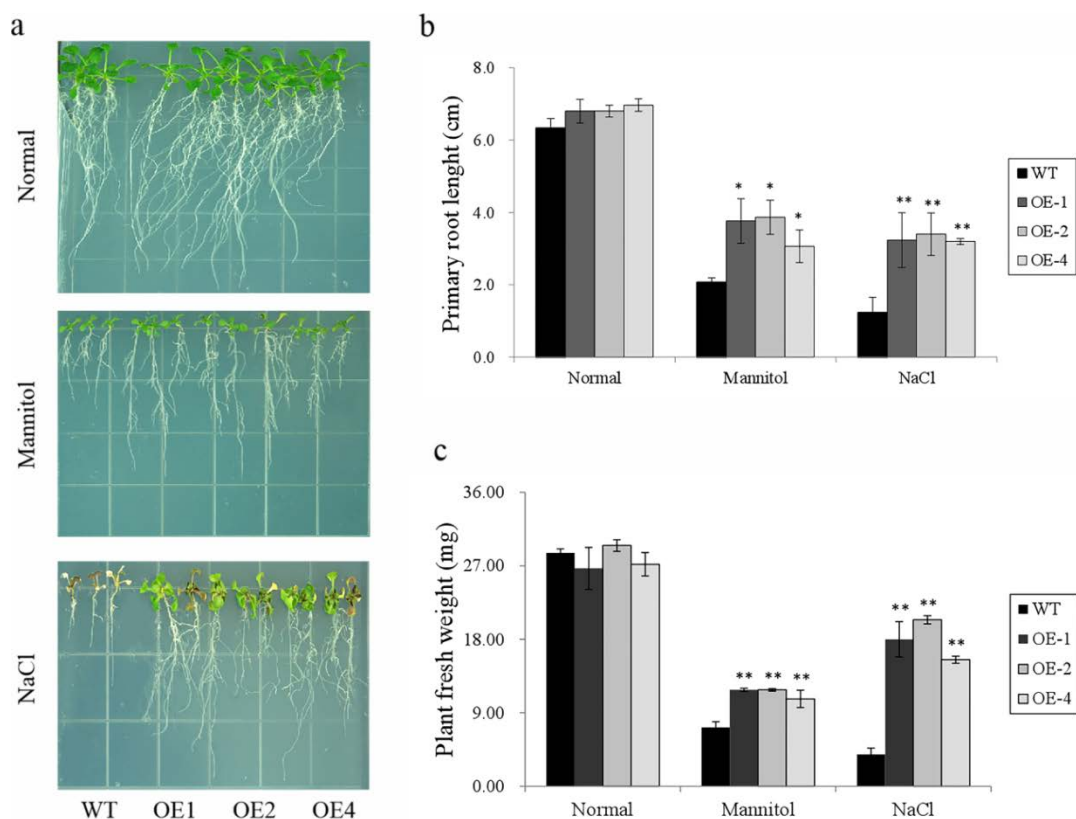 a
Normal
Mannitol
NaCl
WT OE1 OE2 OE4
b
Primary root lenght (cm)
8.0
6.0
4.0
2.0
0.0
* * *
** ** **
Normal Mannitol NaCl
WT
OE-1
OE-2
OE-4
c
Plant fresh weight (mg)
36.00
27.00
18.00
9.00
0.00
** ** **
** ** **
Normal Mannitol NaCl
WT
OE-1
OE-2
OE-4